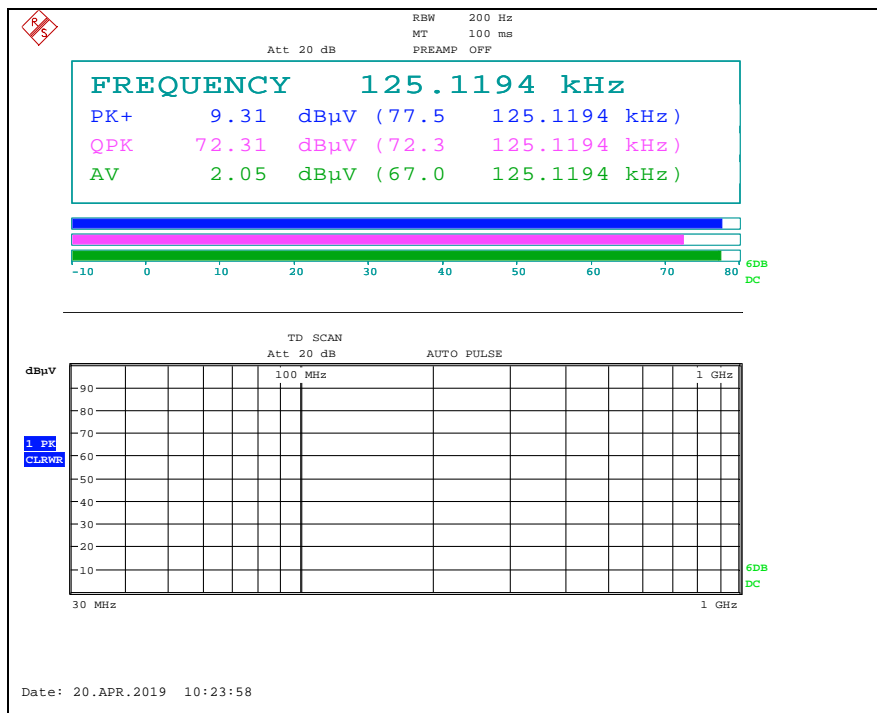 R S
RBW 200 Hz
MT 100 ms
Att 20 dB PREAMP OFF
FREQUENCY 125.1194 kHz
PK+ 9.31 dBµV (77.5 125.1194 kHz)
QPK 72.31 dBµV (72.3 125.1194 kHz)
AV 2.05 dBµV (67.0 125.1194 kHz)
-10 0 10 20 30 40 50 60 70 80
6DB
DC
TD SCAN
Att 20 dB AUTO PULSE
dBµV
100 MHz 1 GHz
90
80
70
1 PK
CLRWR
60
50
40
30
20
10
6DB
DC
30 MHz 1 GHz
Date: 20.APR.2019 10:23:58